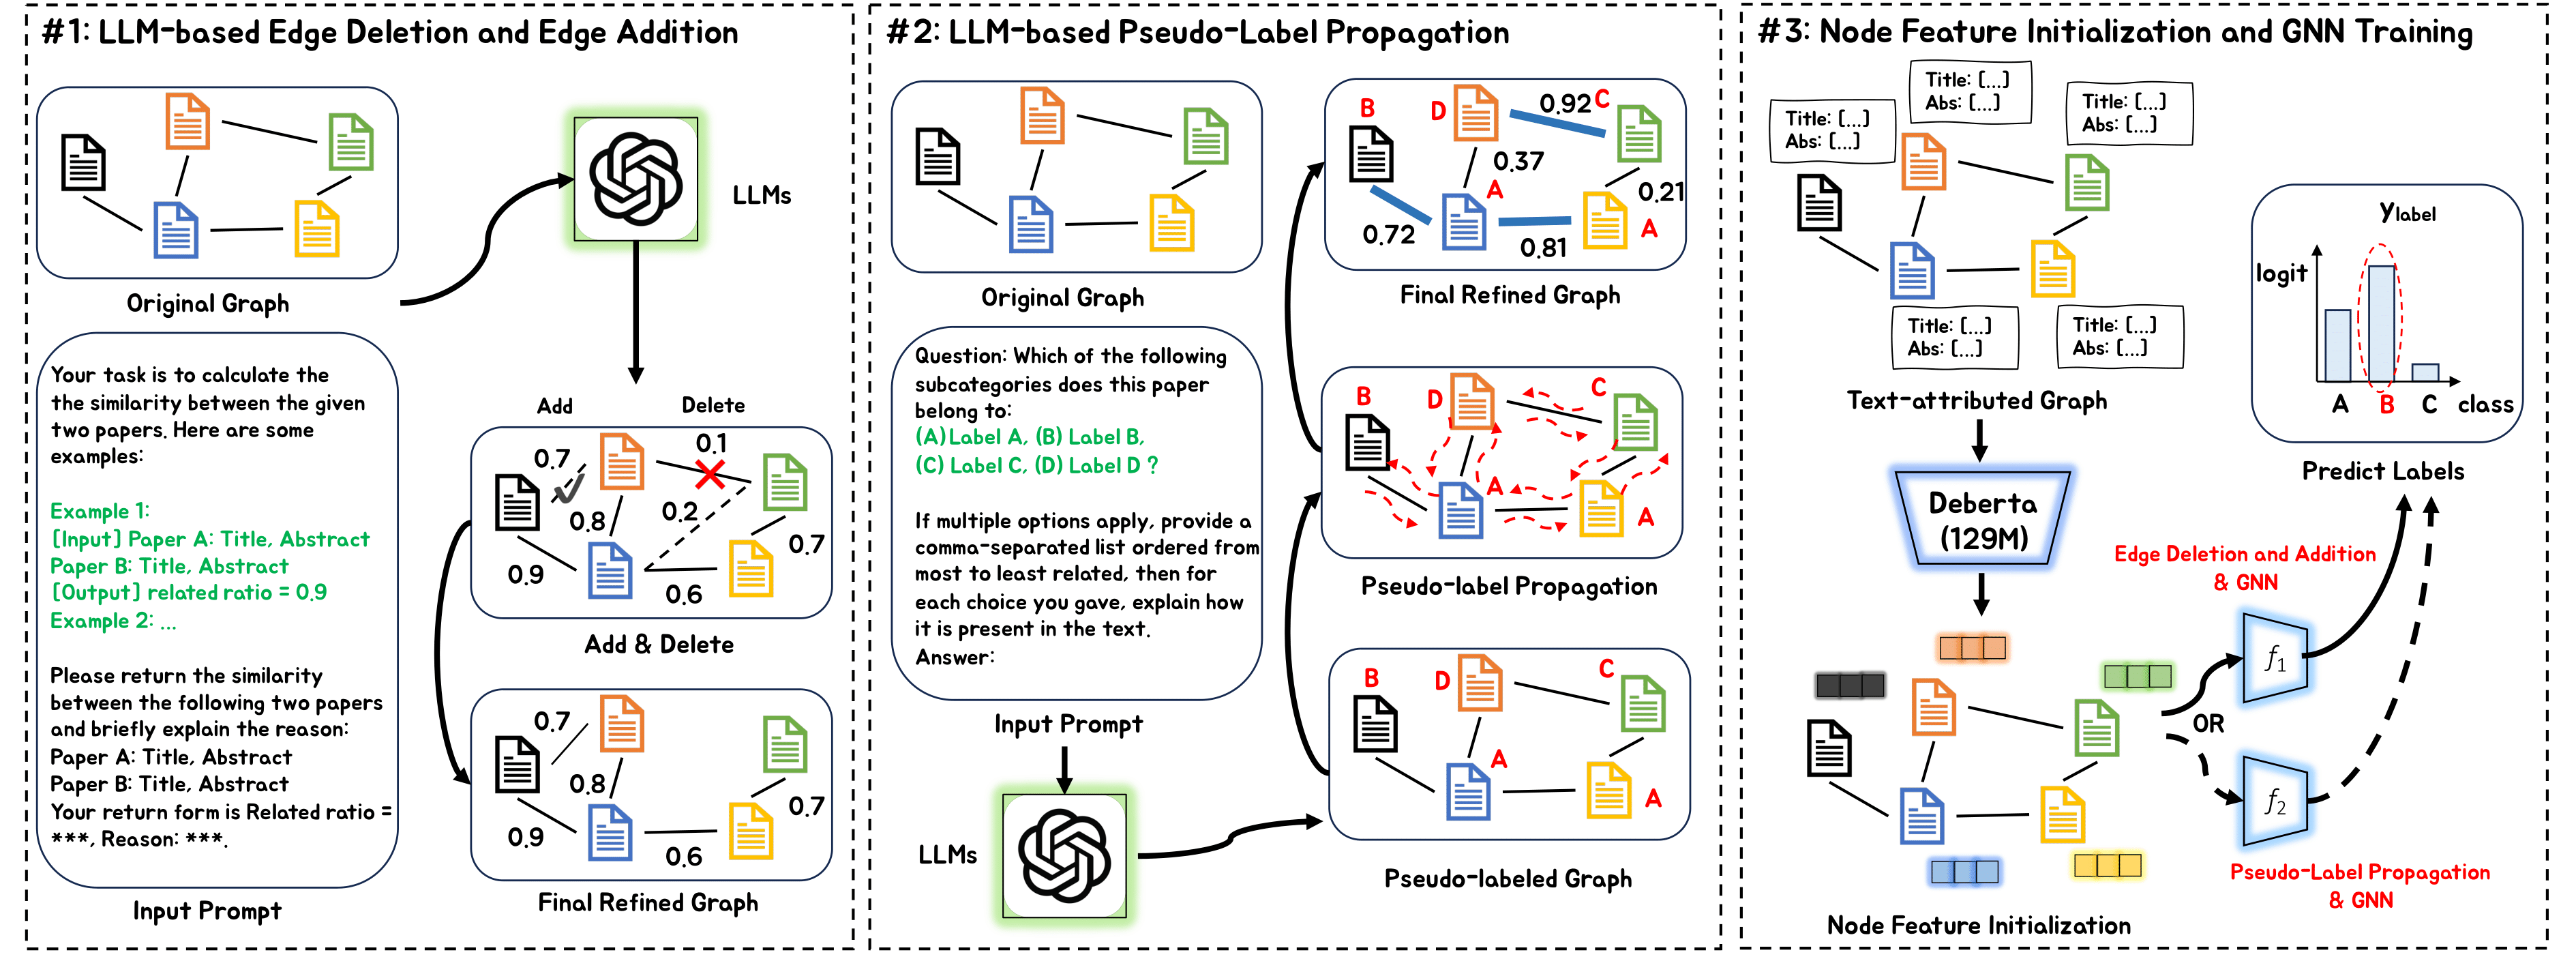 #1: LLM-based Edge Deletion and Edge Addition
Original Graph
LLMs
Your task is to calculate the
the similarity between the given
two papers. Here are some
examples:
Example 1:
[Input] Paper A: Title, Abstract
Paper B: Title, Abstract
[Output] related ratio = 0.9
Example 2: ...
Please return the similarity
between the following two papers
and briefly explain the reason:
Paper A: Title, Abstract
Paper B: Title, Abstract
Your return form is Related ratio =
***, Reason: ***.
Input Prompt
Add
Delete
0.1
0.7
0.8
0.2
0.7
0.9
0.6
Add & Delete
0.7
0.8
0.7
0.9
0.6
Final Refined Graph
#2: LLM-based Pseudo-Label Propagation
Original Graph
Question: Which of the following
subcategories does this paper
belong to:
(A) Label A, (B) Label B,
(C) Label C, (D) Label D ?
If multiple options apply, provide a
comma-separated list ordered from
most to least related, then for
each choice you gave, explain how
it is present in the text.
Answer:
Input Prompt
LLMs
B
D
0.92
C
0.37
A
0.21
0.72
0.81
A
Final Refined Graph
B
D
C
A
A
Pseudo-label Propagation
B
D
C
A
A
Pseudo-labeled Graph
#3: Node Feature Initialization and GNN Training
Title: [...]
Abs: [...]
Title: [...]
Abs: [...]
Title: [...]
Abs: [...]
Title: [...]
Abs: [...]
Title: [...]
Abs: [...]
Text-attributed Graph
Deberta
(129M)
Node Feature Initialization
ylabel
logit
A
B
C
class
Predict Labels
Edge Deletion and Addition
& GNN
f1
OR
f2
Pseudo-Label Propagation
& GNN